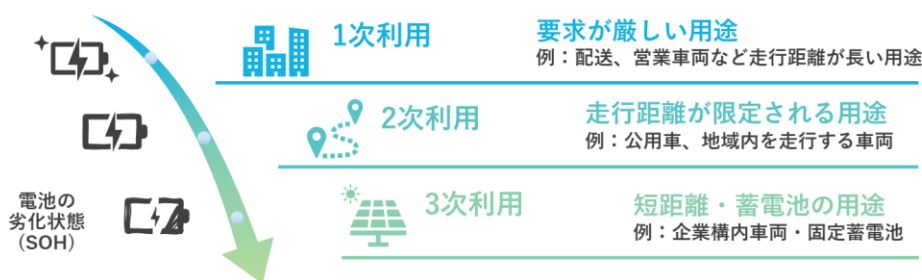 1次利用
要求が厳しい用途
例：配送、営業車両など走行距離が長い用途
2次利用
走行距離が限定される用途
例：公用車、地域内を走行する車両
電池の
劣化状態
（SOH）
3次利用
短距離・蓄電池の用途
例：企業構内車両・固定蓄電池